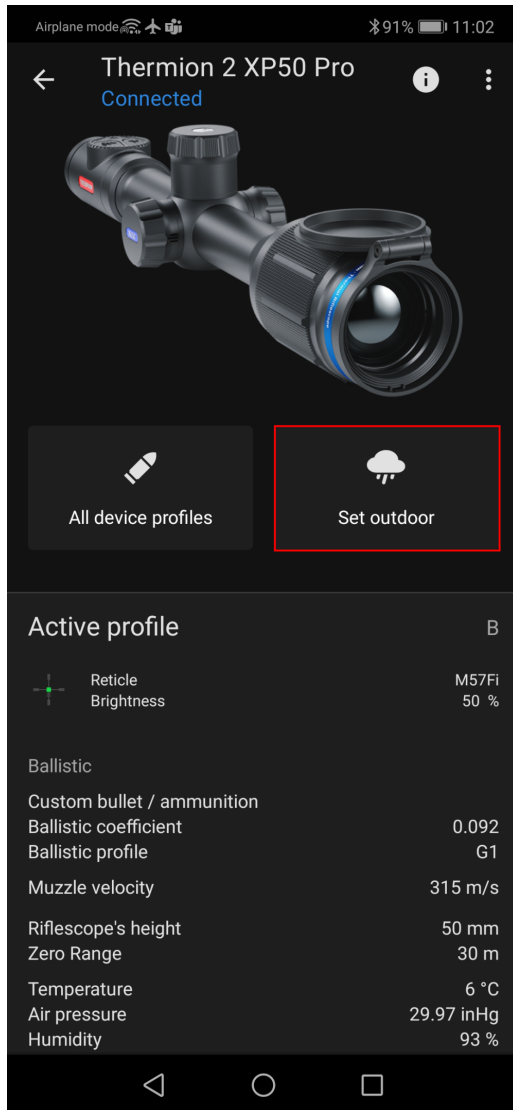 Airplane mode 91% 11:02
Thermion 2 XP50 Pro
Connected
All device profiles
Set outdoor
Active profile B
Reticle M57Fi
Brightness 50 %
Ballistic
Custom bullet / ammunition
Ballistic coefficient 0.092
Ballistic profile G1
Muzzle velocity 315 m/s
Riflescope's height 50 mm
Zero Range 30 m
Temperature 6 °C
Air pressure 29.97 inHg
Humidity 93 %